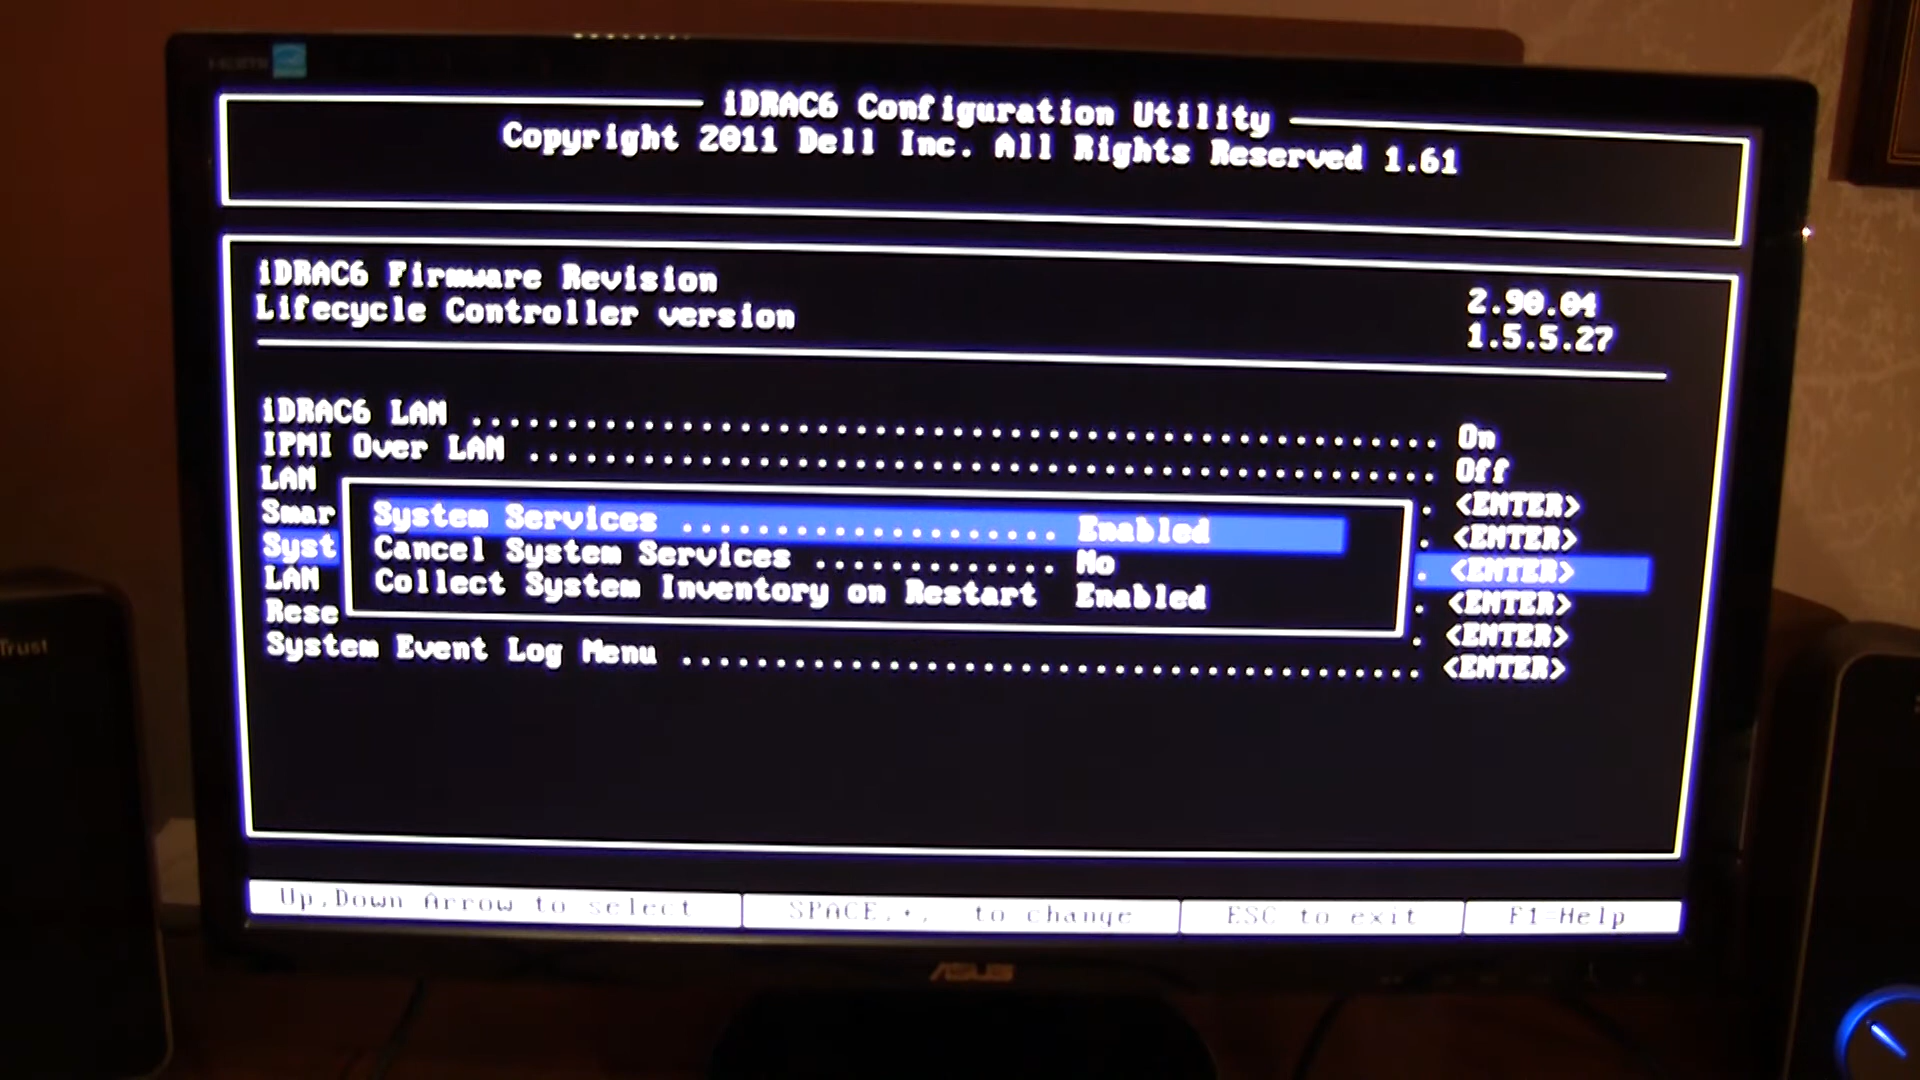 HDMI
iDRAC6 Configuration Utility
Copyright 2011 Dell Inc. All Rights Reserved 1.61
iDRAC6 Firmware Revision 2.90.04
Lifecycle Controller version 1.5.5.27
iDRAC6 LAN ........................................ On
IPMI Over LAN ........................................ Off
LAN . <ENTER>
Smar . <ENTER>
Syst . <ENTER>
LAN . <ENTER>
Rese . <ENTER>
System Services .................... Enabled
Cancel System Services ............. No
Collect System Inventory on Restart Enabled
System Event Log Menu ....................................... <ENTER>
Up,Down Arrow to select
SPACE,+, to change
ESC to exit
F1=Help
ASUS
Trust